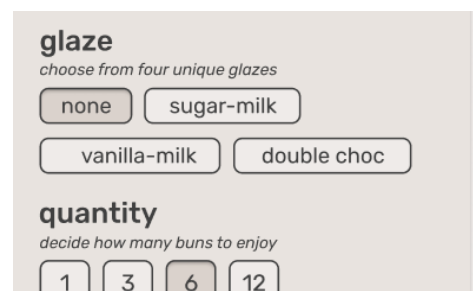 glaze
choose from four unique glazes
none sugar-milk
vanilla-milk double choc
quantity
decide how many buns to enjoy
1 3 6 12